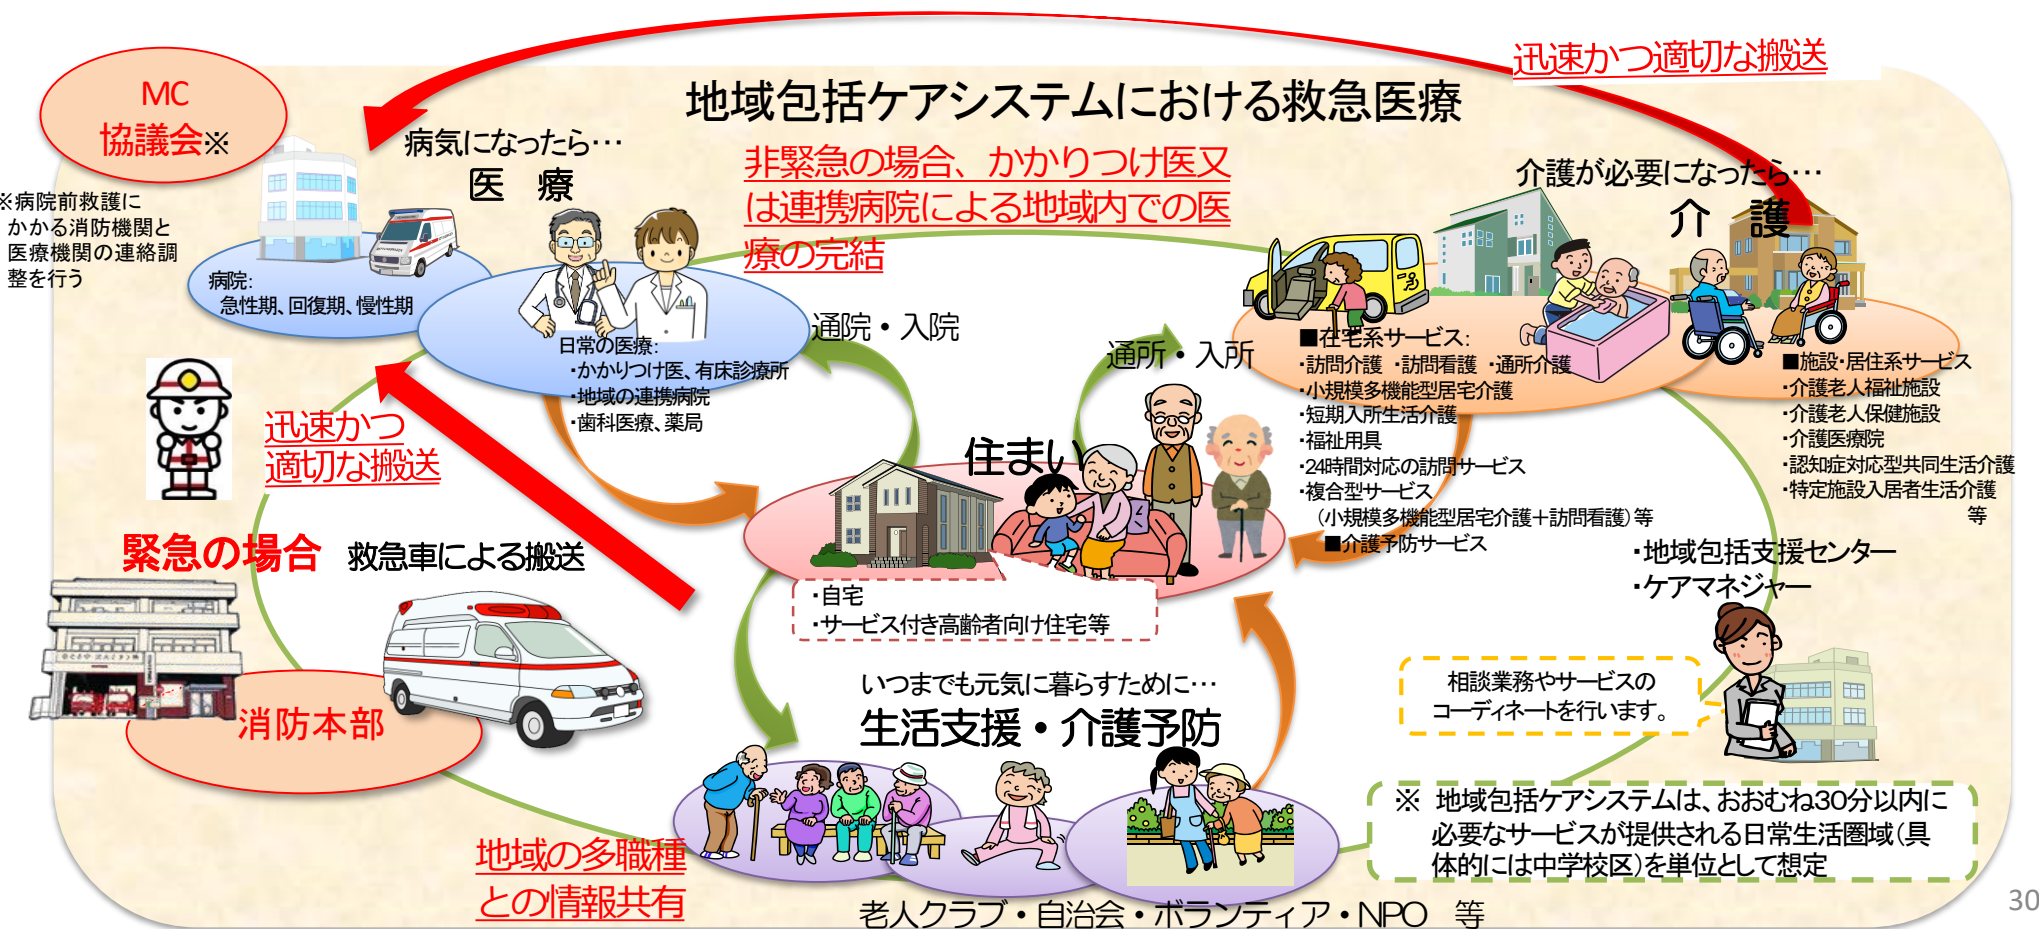 迅速かつ適切な搬送
MC
協議会※
地域包括ケアシステムにおける救急医療
※病院前救護に
かかる消防機関と
医療機関の連絡調
整を行う
病気になったら…
医 療
非緊急の場合、かかりつけ医又
は連携病院による地域内での医
療の完結
介護が必要になったら…
介 護
病院:
急性期、回復期、慢性期
日常の医療:
・かかりつけ医、有床診療所
・地域の連携病院
・歯科医療、薬局
通院・入院
通所・入所
■在宅系サービス:
・訪問介護 ・訪問看護 ・通所介護
・小規模多機能型居宅介護
・短期入所生活介護
・福祉用具
・24時間対応の訪問サービス
・複合型サービス
(小規模多機能型居宅介護+訪問看護)等
■介護予防サービス
■施設・居住系サービス
・介護老人福祉施設
・介護老人保健施設
・介護医療院
・認知症対応型共同生活介護
・特定施設入居者生活介護
等
迅速かつ
適切な搬送
住まい
緊急の場合 救急車による搬送
・自宅
・サービス付き高齢者向け住宅等
・地域包括支援センター
・ケアマネジャー
相談業務やサービスの
コーディネートを行います。
消防本部
いつまでも元気に暮らすために…
生活支援・介護予防
※ 地域包括ケアシステムは、おおむね30分以内に
必要なサービスが提供される日常生活圏域(具
体的には中学校区)を単位として想定
地域の多職種
との情報共有
老人クラブ・自治会・ボランティア・NPO 等
30